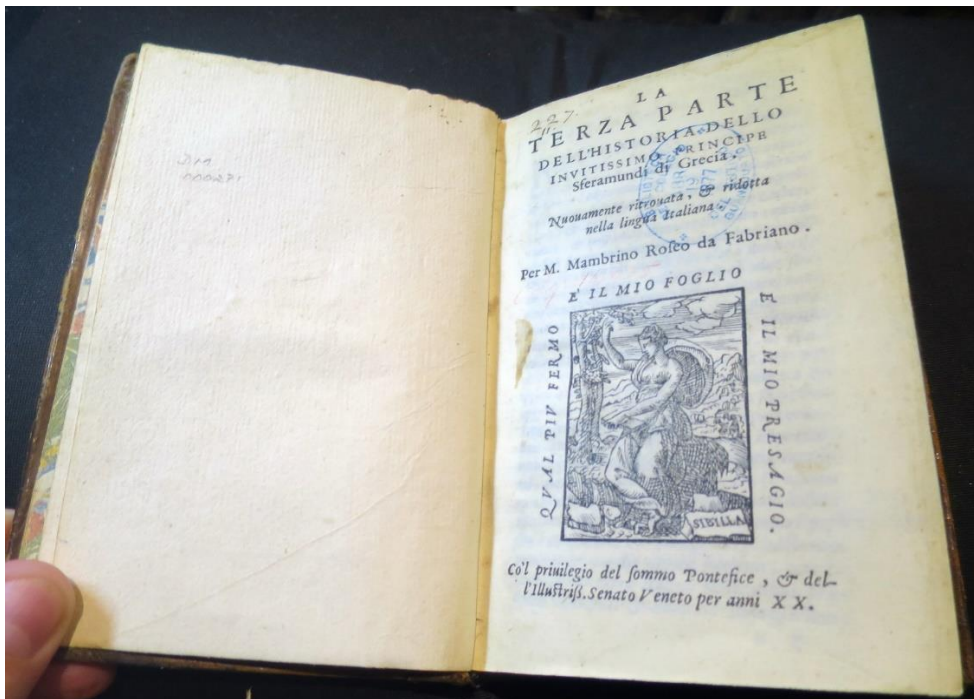 227.
LA
TERZA PARTE
DELL'HISTORIA DELLO
INVITISSIMO PRINCIPE
Sferamundi di Grecia.
Nuouamente ritrouata, & ridotta
nella lingua Italiana.
Per M. Mambrino Roſeo da Fabriano.
QVAL PIV FERMO
E' IL MIO FOGLIO
E' IL MIO PRESAGIO.
SIBILLA
Co'l priuilegio del ſommo Pontefice, & del-
l'Illuſtriſſ. Senato Veneto per anni XX.